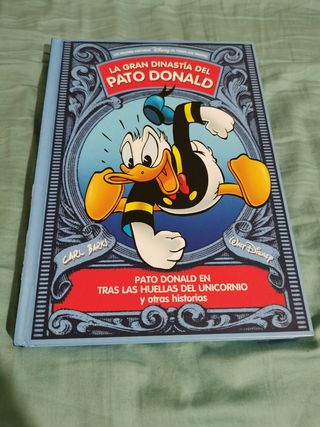 LA GRAN DINASTÍA DEL
PATO DONALD
CARL BARKS
WALT DISNEY
PATO DONALD EN
TRAS LAS HUELLAS DEL UNICORNIO
y otras historias